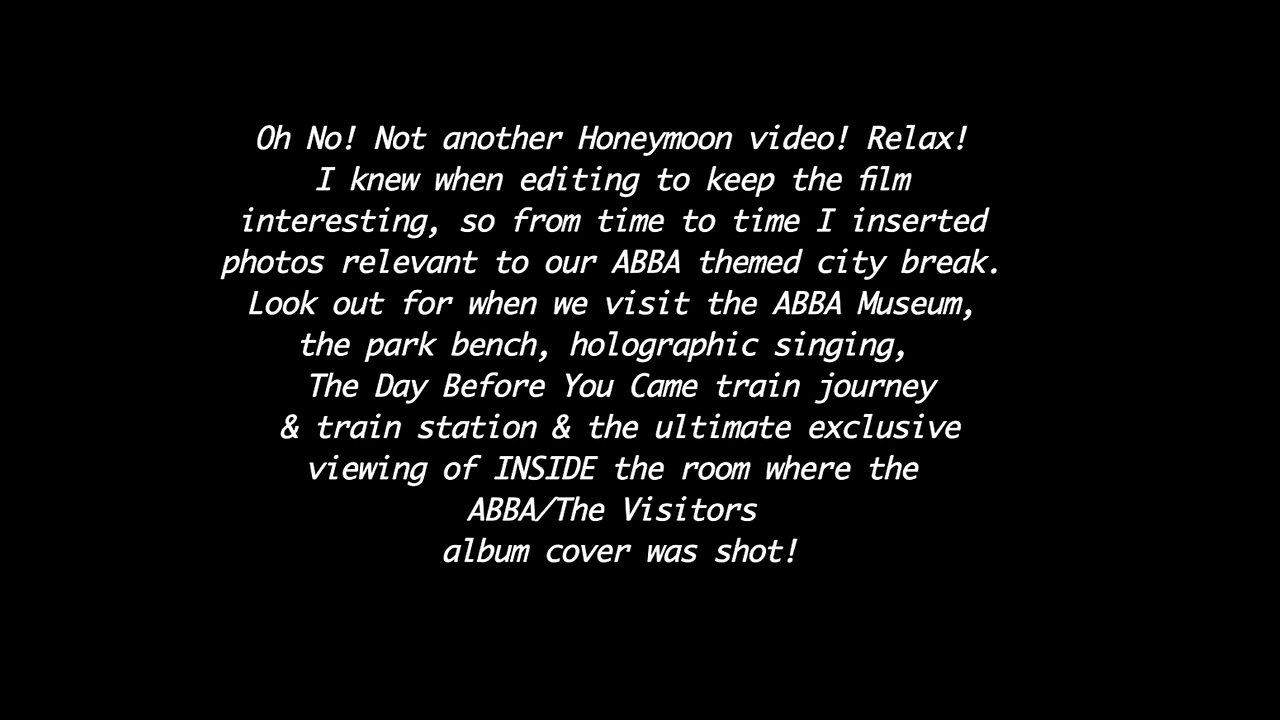 Oh No! Not another Honeymoon video! Relax!
I knew when editing to keep the film
interesting, so from time to time I inserted
photos relevant to our ABBA themed city break.
Look out for when we visit the ABBA Museum,
the park bench, holographic singing,
The Day Before You Came train journey
& train station & the ultimate exclusive
viewing of INSIDE the room where the
ABBA/The Visitors
album cover was shot!